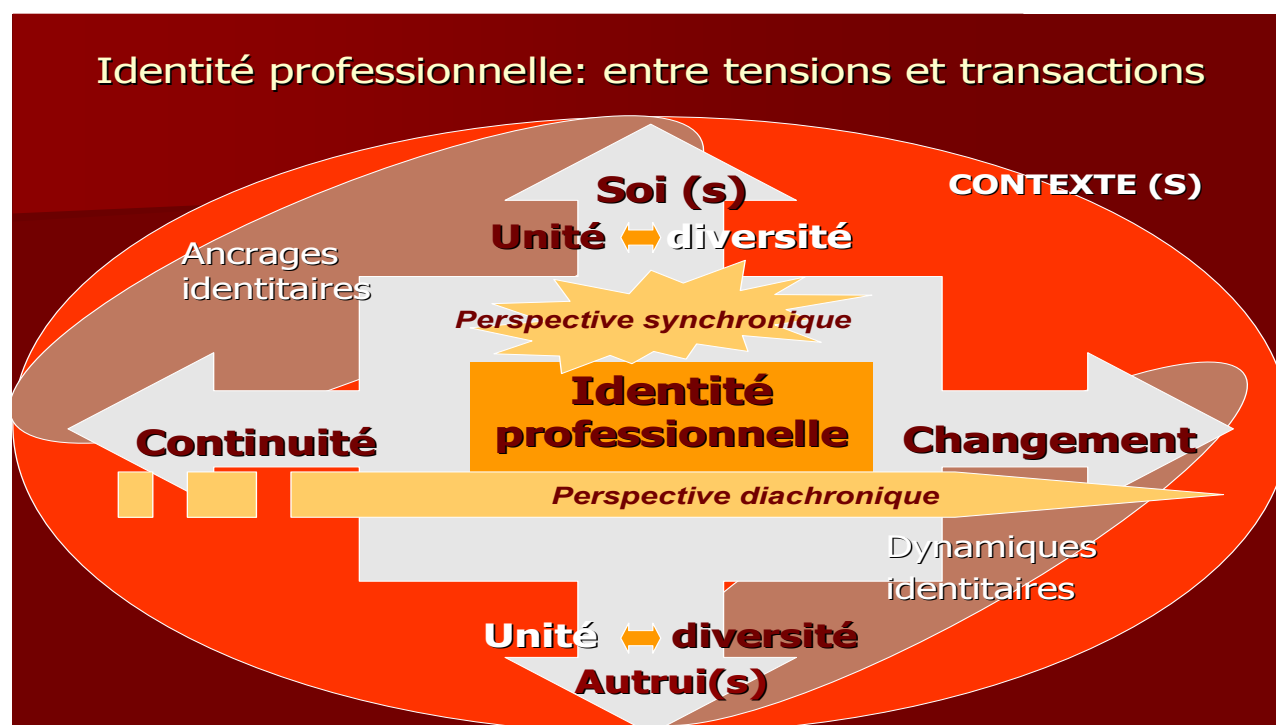 Identité professionnelle: entre tensions et transactions
Soi (s)
CONTEXTE (S)
Unité diversité
Ancrages
identitaires
Perspective synchronique
Identité
professionnelle
Continuité
Changement
Perspective diachronique
Dynamiques
identitaires
Unité diversité
Autrui(s)